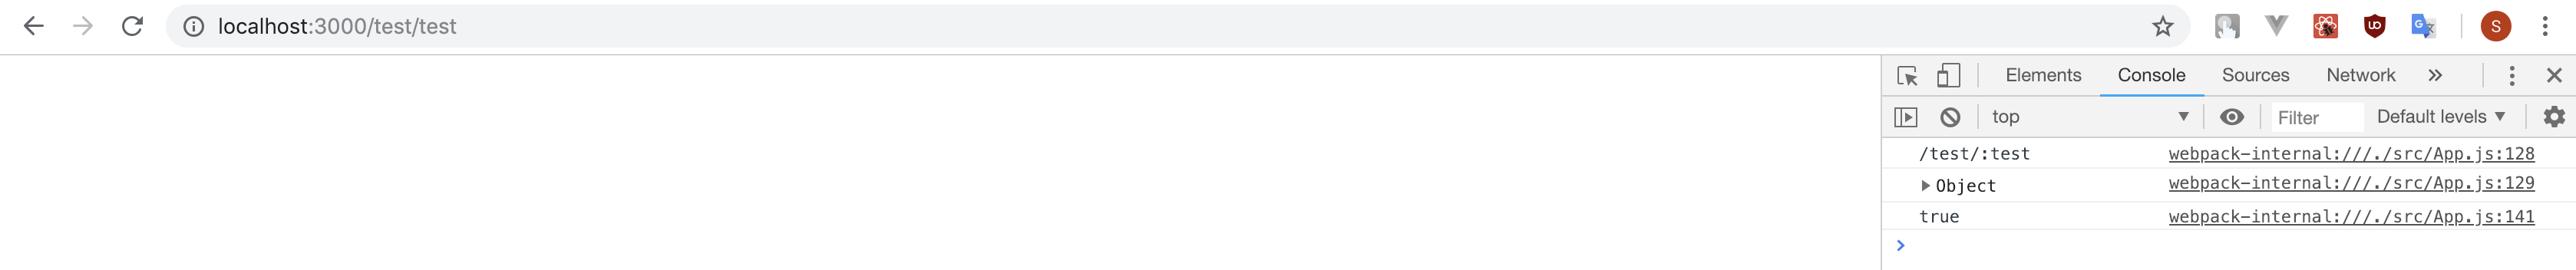 localhost:3000/test/test
S
Elements Console Sources Network
top Filter Default levels
/test/:test webpack-internal:///./src/App.js:128
Object webpack-internal:///./src/App.js:129
true webpack-internal:///./src/App.js:141